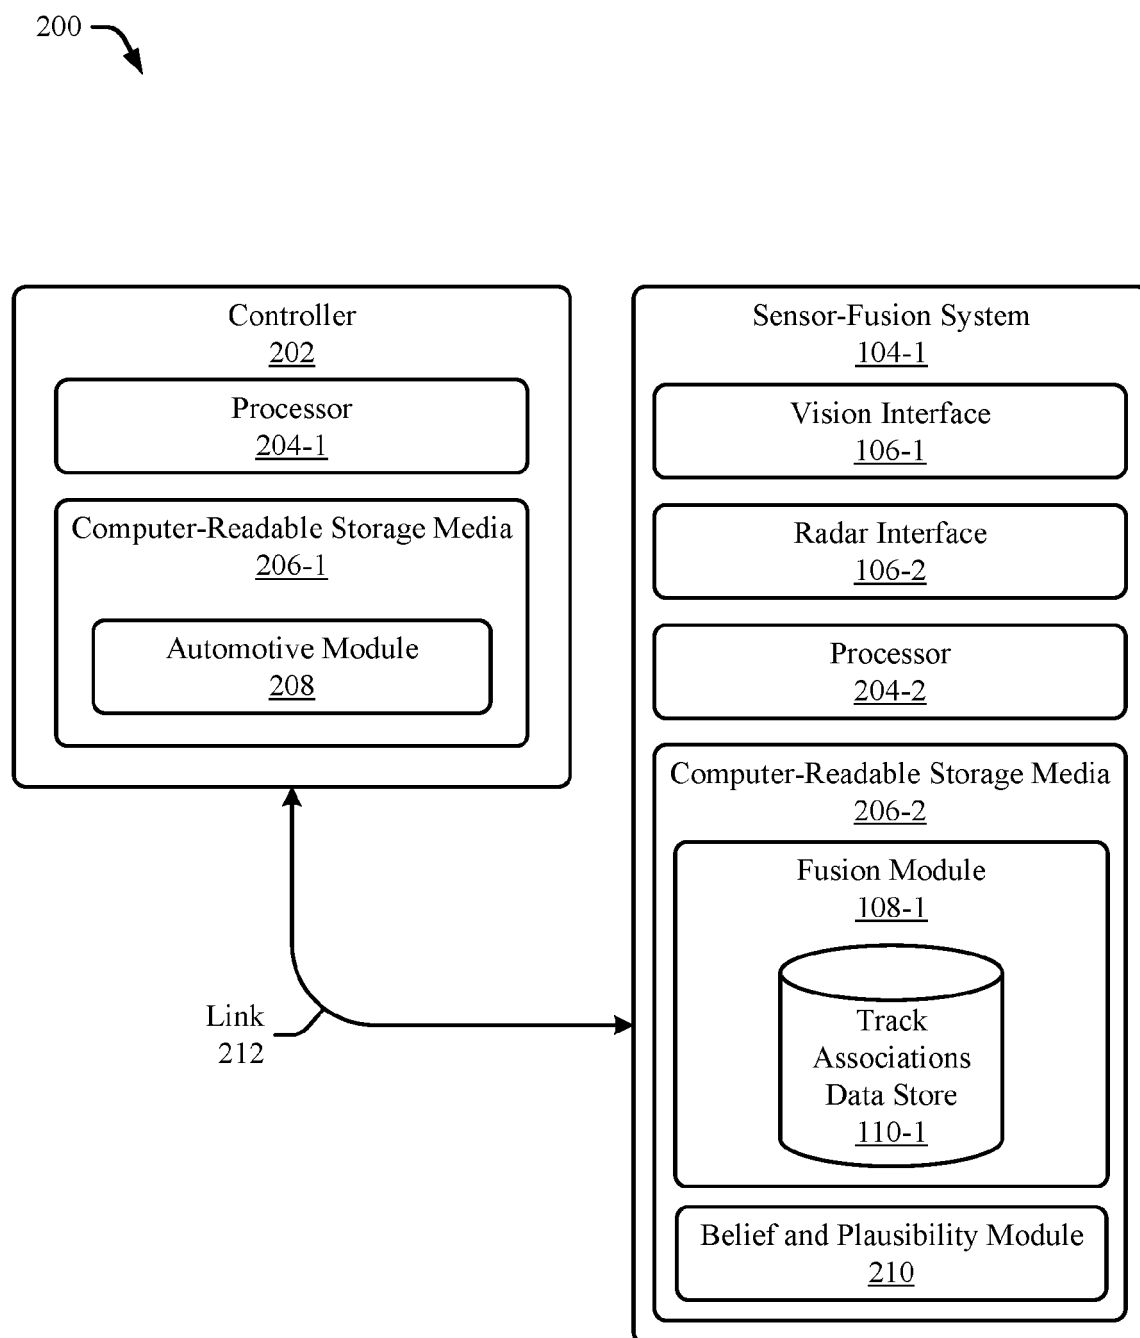 200
Controller
202
Processor
204-1
Computer-Readable Storage Media
206-1
Automotive Module
208
Link
212
Sensor-Fusion System
104-1
Vision Interface
106-1
Radar Interface
106-2
Processor
204-2
Computer-Readable Storage Media
206-2
Fusion Module
108-1
Track
Associations
Data Store
110-1
Belief and Plausibility Module
210